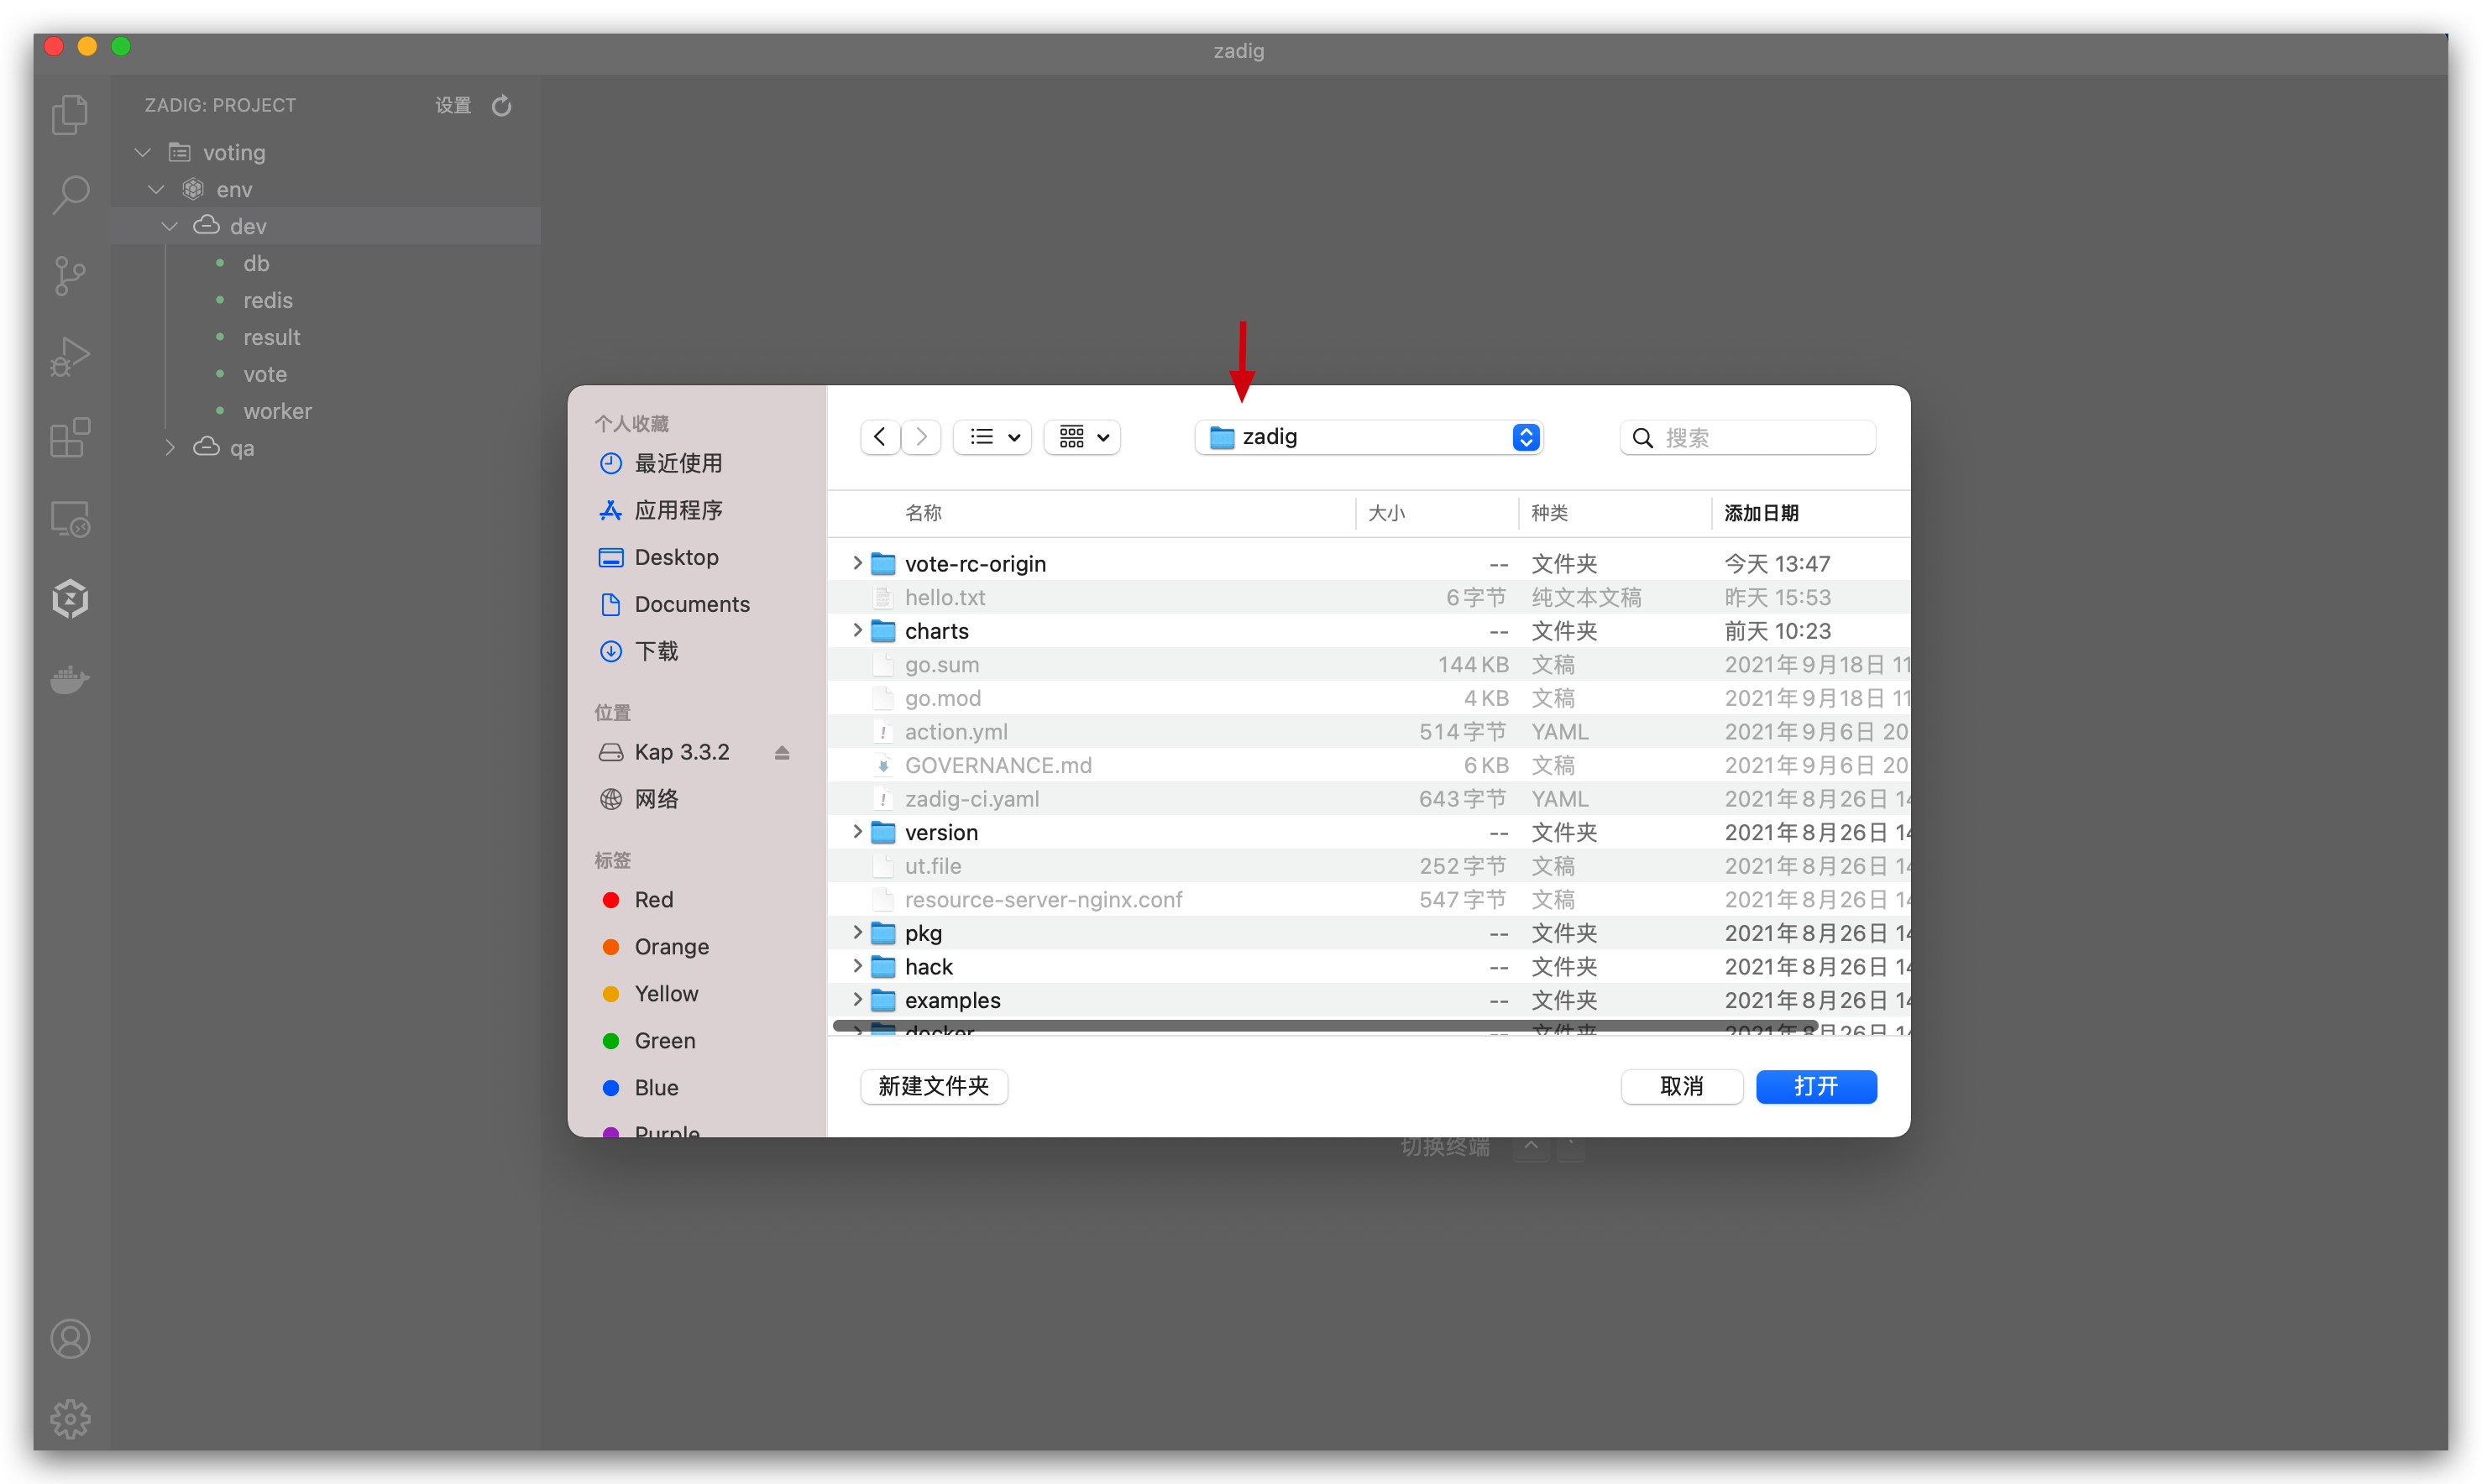 zadig
ZADIG: PROJECT 设置
voting
env
dev
db
redis
result
vote
worker
qa
个人收藏
最近使用
应用程序
Desktop
Documents
下载
位置
Kap 3.3.2
网络
标签
Red
Orange
Yellow
Green
Blue
Purple
zadig
搜索
名称 大小 种类 添加日期
vote-rc-origin -- 文件夹 今天 13:47
hello.txt 6字节 纯文本文稿 昨天 15:53
charts -- 文件夹 前天 10:23
go.sum 144 KB 文稿 2021年9月18日 11
go.mod 4 KB 文稿 2021年9月18日 11
action.yml 514字节 YAML 2021年9月6日 20
GOVERNANCE.md 6 KB 文稿 2021年9月6日 20
zadig-ci.yaml 643字节 YAML 2021年8月26日 14
version -- 文件夹 2021年8月26日 14
ut.file 252字节 文稿 2021年8月26日 14
resource-server-nginx.conf 547字节 文稿 2021年8月26日 14
pkg -- 文件夹 2021年8月26日 14
hack -- 文件夹 2021年8月26日 14
examples -- 文件夹 2021年8月26日 14
docker -- 文件夹 2021年8月26日 14
新建文件夹 取消 打开
切换终端 ^ `